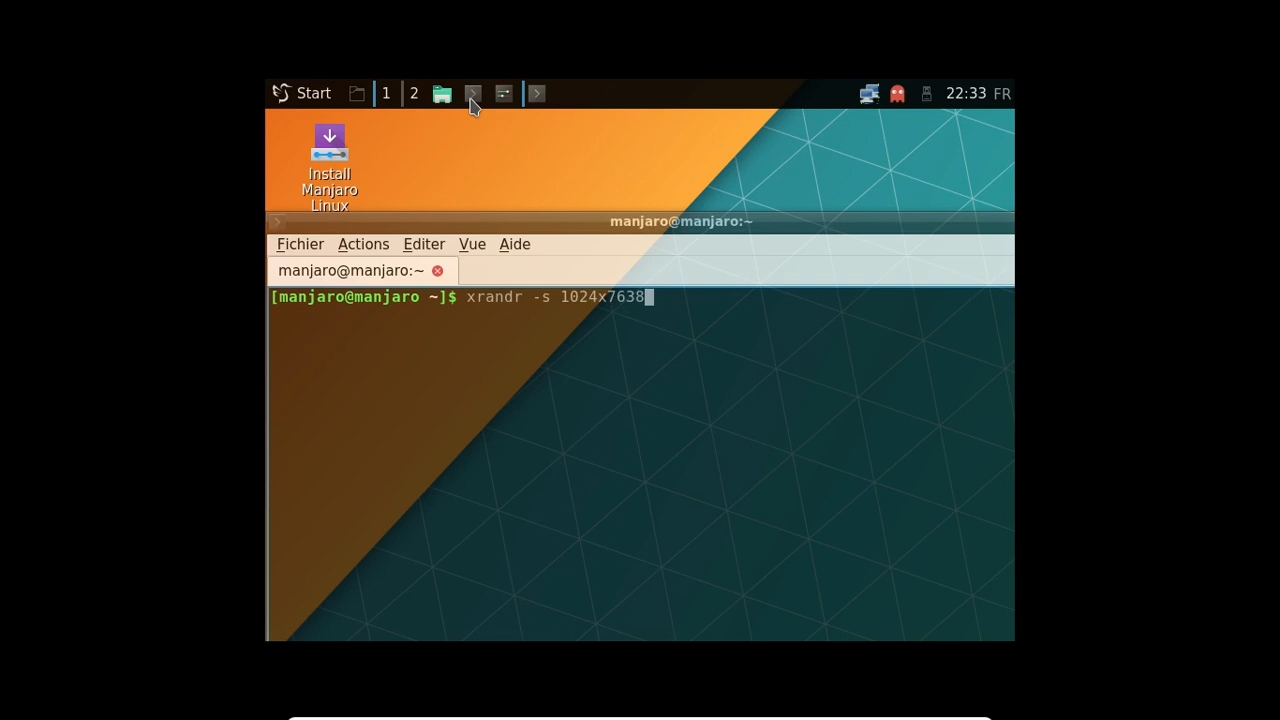 Start 1 2 22:33 FR
Install
Manjaro
Linux
manjaro@manjaro:~
Fichier Actions Editer Vue Aide
manjaro@manjaro:~
[manjaro@manjaro ~]$ xrandr -s 1024x7638